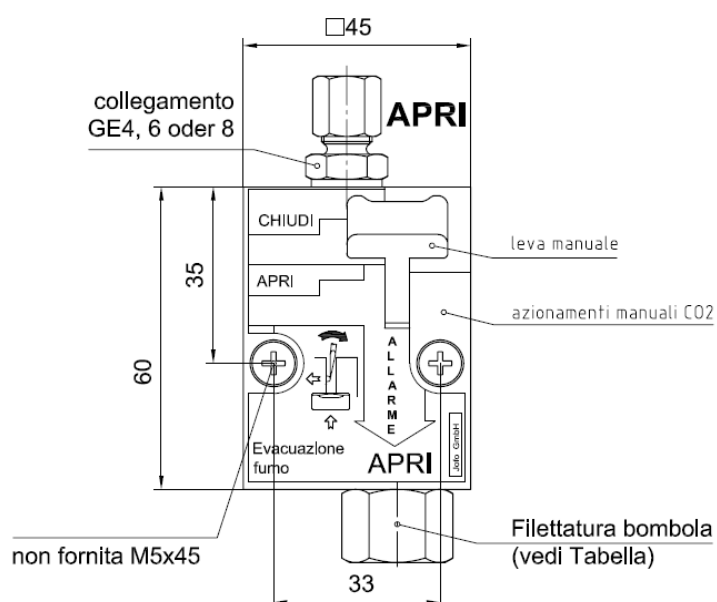 □45
collegamento
GE4, 6 oder 8
APRI
CHIUDI
leva manuale
35
APRI
azionamenti manuali CO2
60
ALLARME
Evacuazione
fumo
APRI
Jofo GmbH
non fornita M5x45
Filettatura bombola
(vedi Tabella)
33